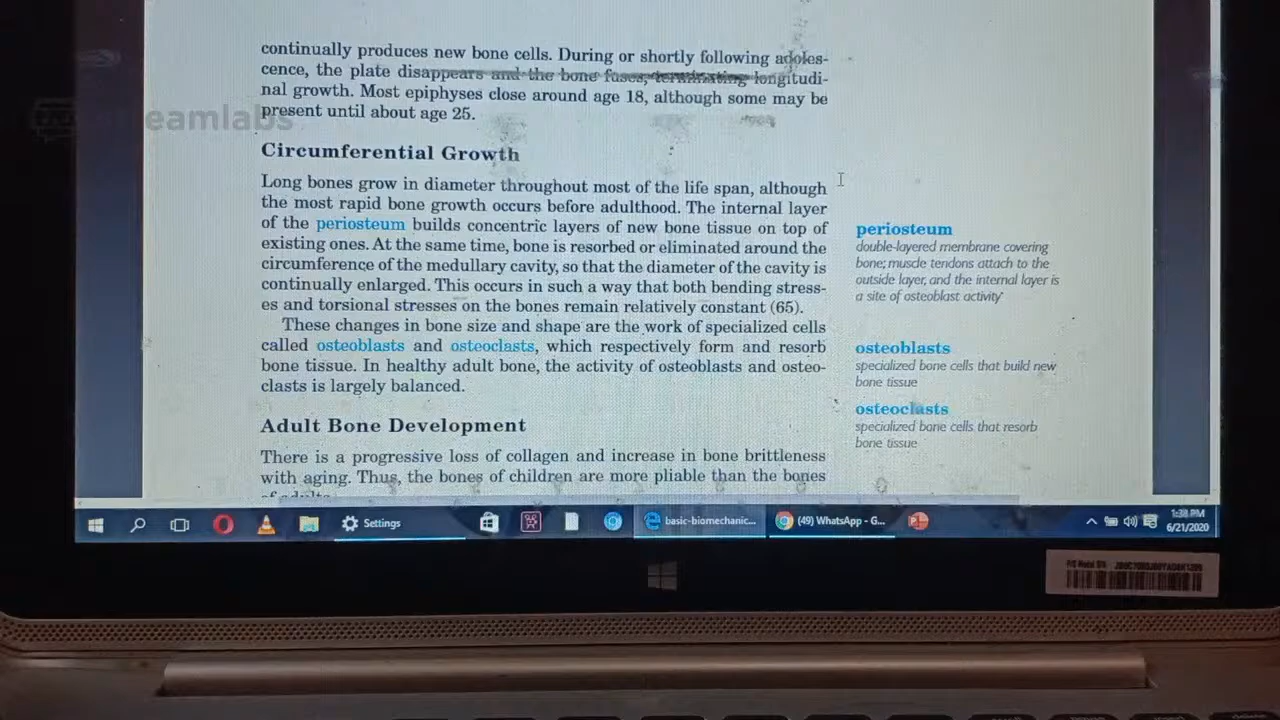 continually produces new bone cells. During or shortly following adoles-
cence, the plate disappears and the bone fuses, terminating longitudi-
nal growth. Most epiphyses close around age 18, although some may be
present until about age 25.
eamlabs
Circumferential Growth
Long bones grow in diameter throughout most of the life span, although
the most rapid bone growth occurs before adulthood. The internal layer
of the periosteum builds concentric layers of new bone tissue on top of
existing ones. At the same time, bone is resorbed or eliminated around the
circumference of the medullary cavity, so that the diameter of the cavity is
continually enlarged. This occurs in such a way that both bending stress-
es and torsional stresses on the bones remain relatively constant (65).
These changes in bone size and shape are the work of specialized cells
called osteoblasts and osteoclasts, which respectively form and resorb
bone tissue. In healthy adult bone, the activity of osteoblasts and osteo-
clasts is largely balanced.
Adult Bone Development
There is a progressive loss of collagen and increase in bone brittleness
with aging. Thus, the bones of children are more pliable than the bones
of adults
periosteum
double-layered membrane covering
bone; muscle tendons attach to the
outside layer, and the internal layer is
a site of osteoblast activity
osteoblasts
specialized bone cells that build new
bone tissue
osteoclasts
specialized bone cells that resorb
bone tissue
Settings
basic-biomechanic...
(49) WhatsApp - G...
1:38 PM
6/21/2020